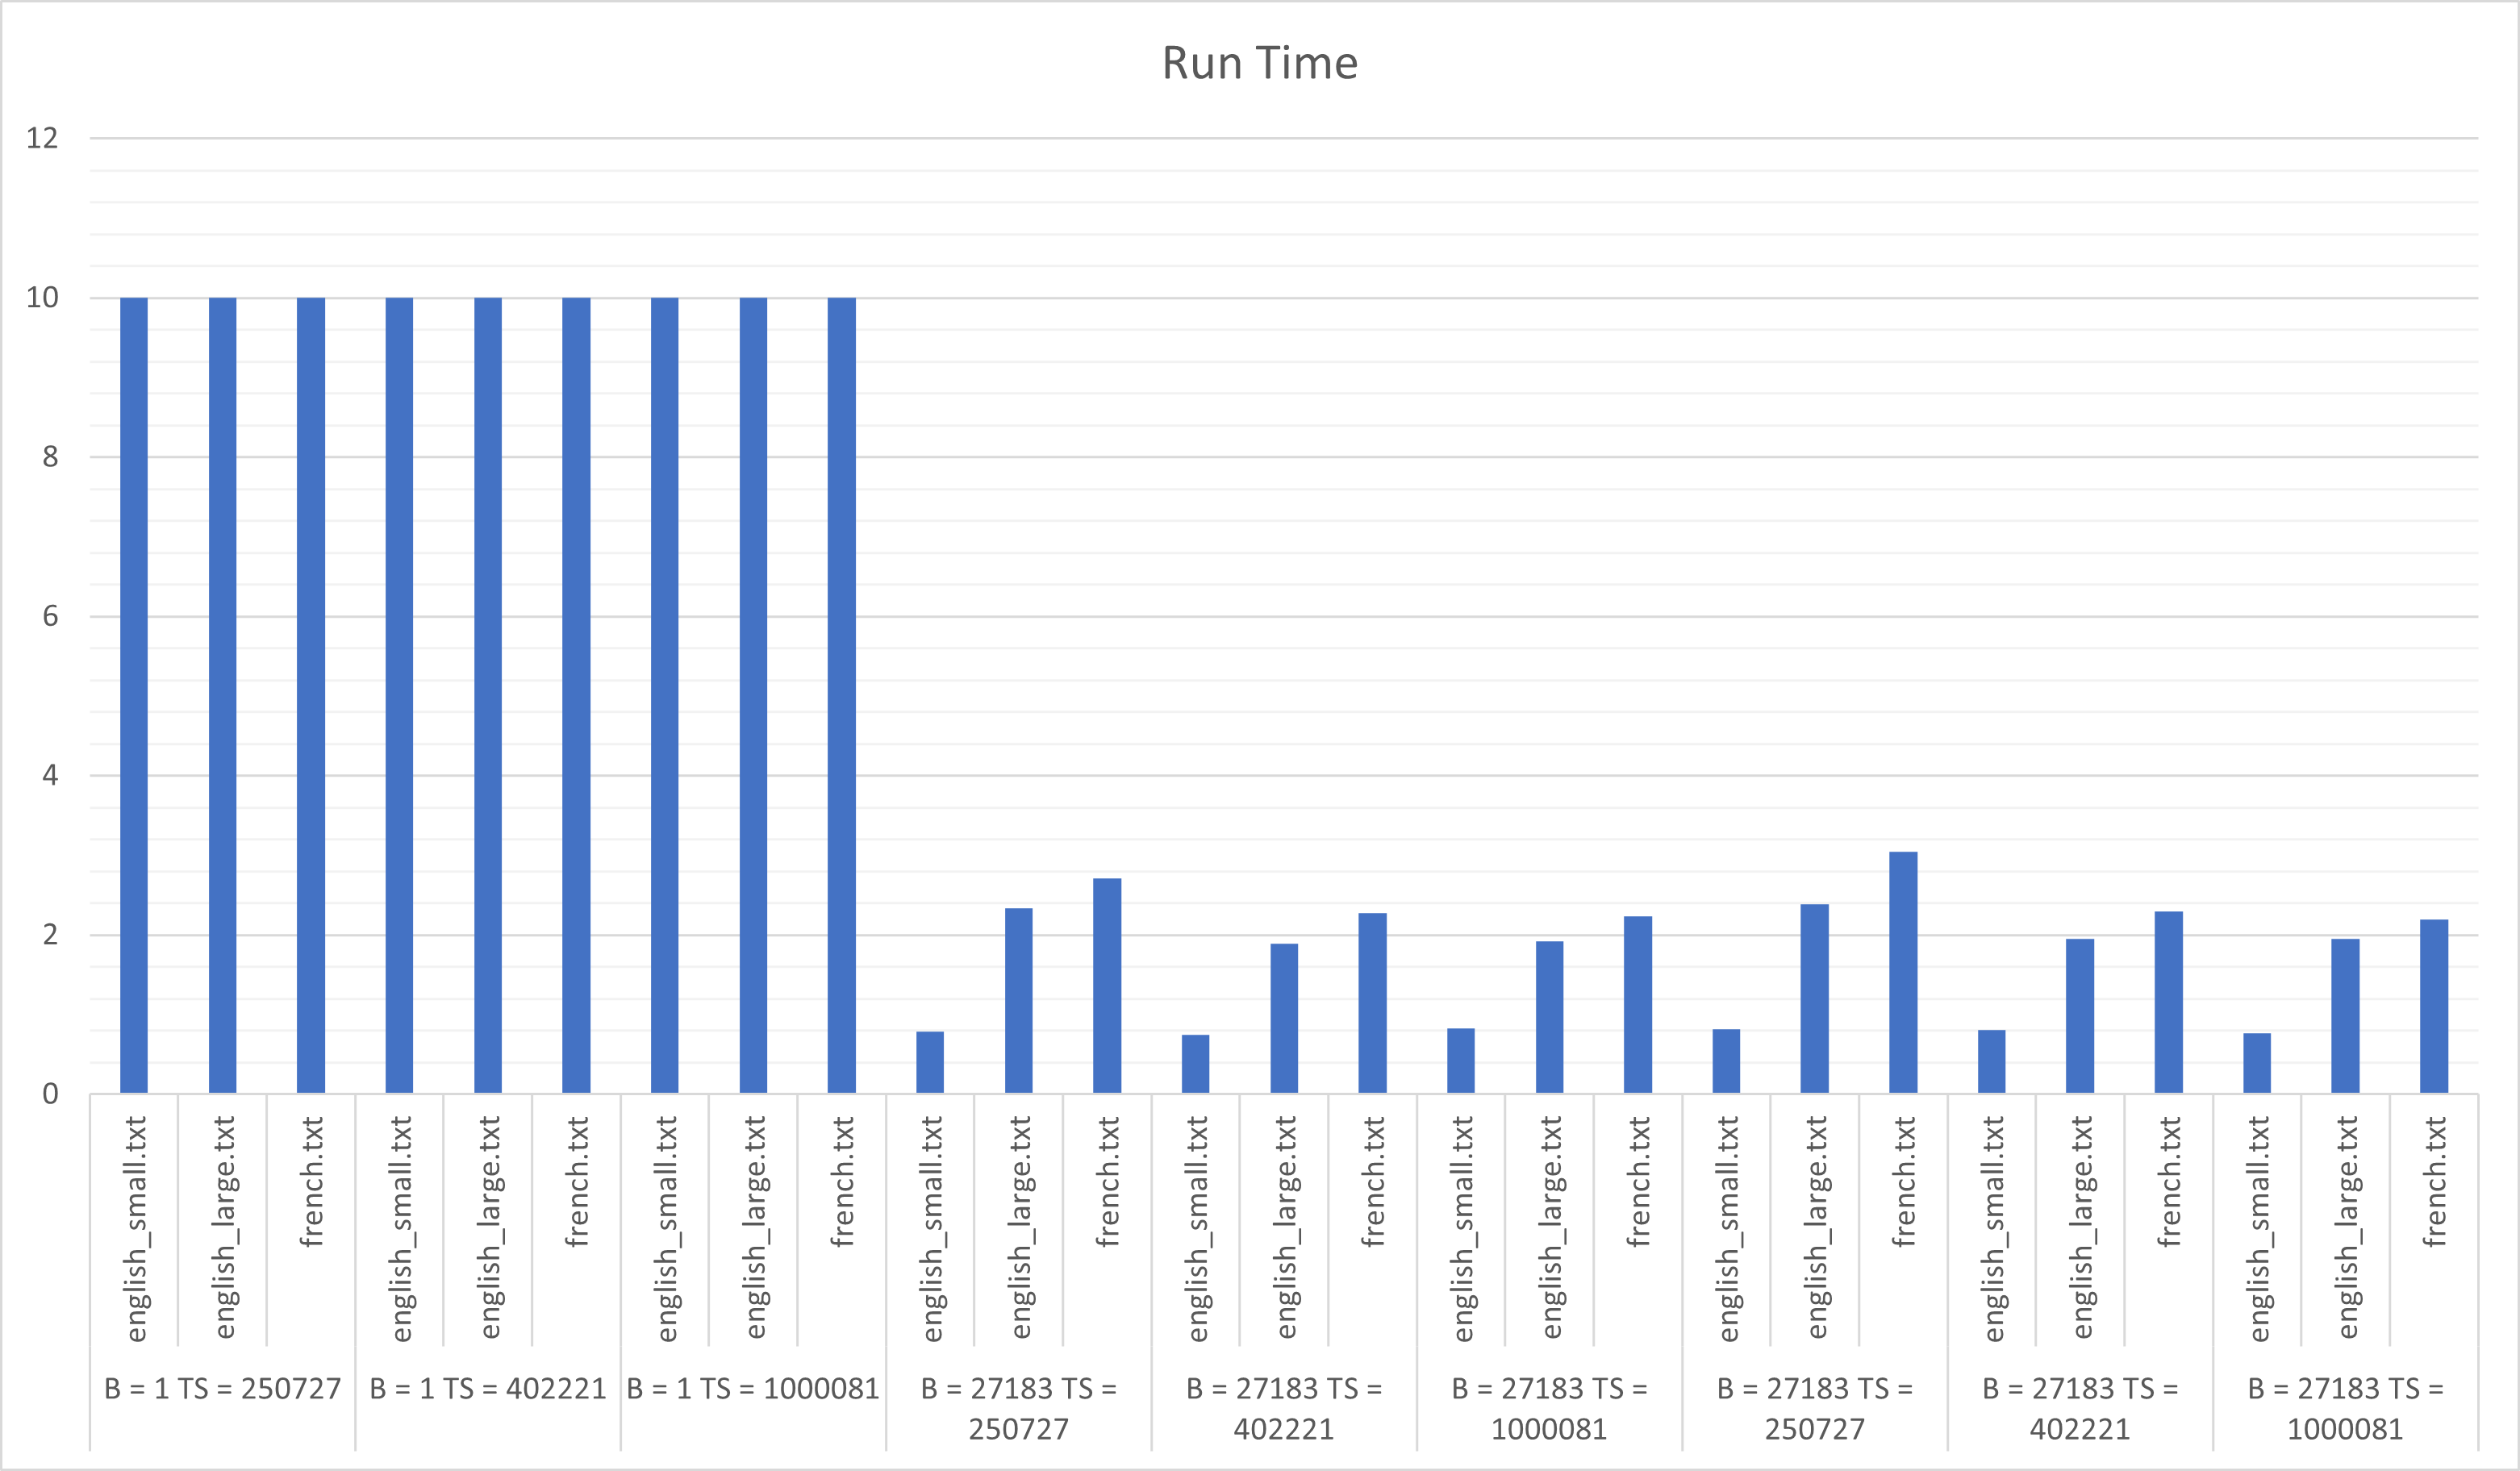 Run Time
12
10
8
6
4
2
0
english_small.txt
english_large.txt
french.txt
english_small.txt
english_large.txt
french.txt
english_small.txt
english_large.txt
french.txt
english_small.txt
english_large.txt
french.txt
english_small.txt
english_large.txt
french.txt
english_small.txt
english_large.txt
french.txt
english_small.txt
english_large.txt
french.txt
english_small.txt
english_large.txt
french.txt
english_small.txt
english_large.txt
french.txt
B = 1 TS = 250727
B = 1 TS = 402221
B = 1 TS = 1000081
B = 27183 TS =
250727
B = 27183 TS =
402221
B = 27183 TS =
1000081
B = 27183 TS =
250727
B = 27183 TS =
402221
B = 27183 TS =
1000081